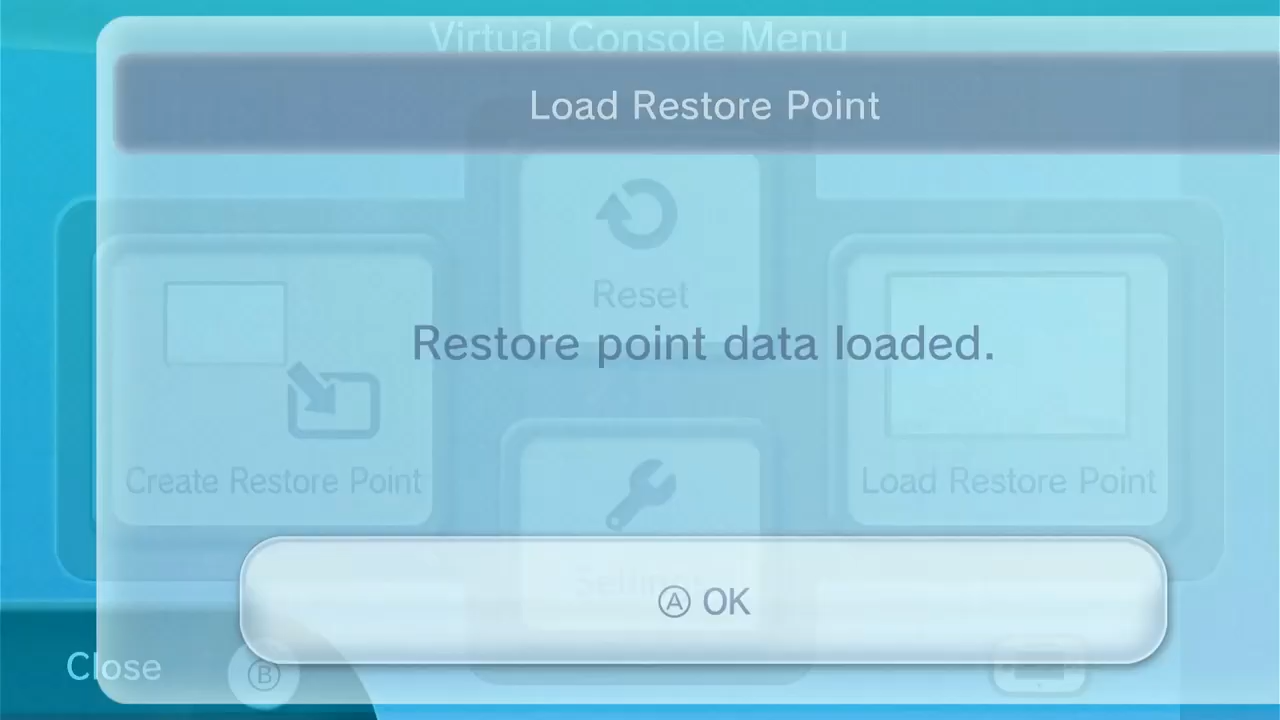 Virtual Console Menu
Load Restore Point
Reset
Restore point data loaded.
Create Restore Point
Load Restore Point
Settings
Ⓐ OK
Close Ⓑ